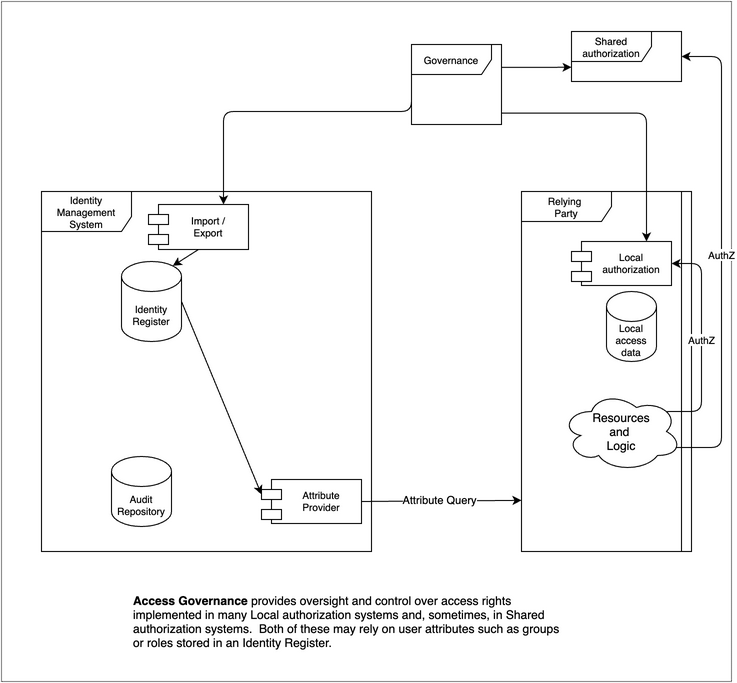 Shared
authorization
Governance
Identity
Management
System
Import /
Export
Identity
Register
Audit
Repository
Attribute
Provider
Attribute Query
Relying
Party
Local
authorization
Local
access
data
AuthZ
AuthZ
Resources
and
Logic
Access Governance provides oversight and control over access rights
implemented in many Local authorization systems and, sometimes, in Shared
authorization systems.  Both of these may rely on user attributes such as groups
or roles stored in an Identity Register.